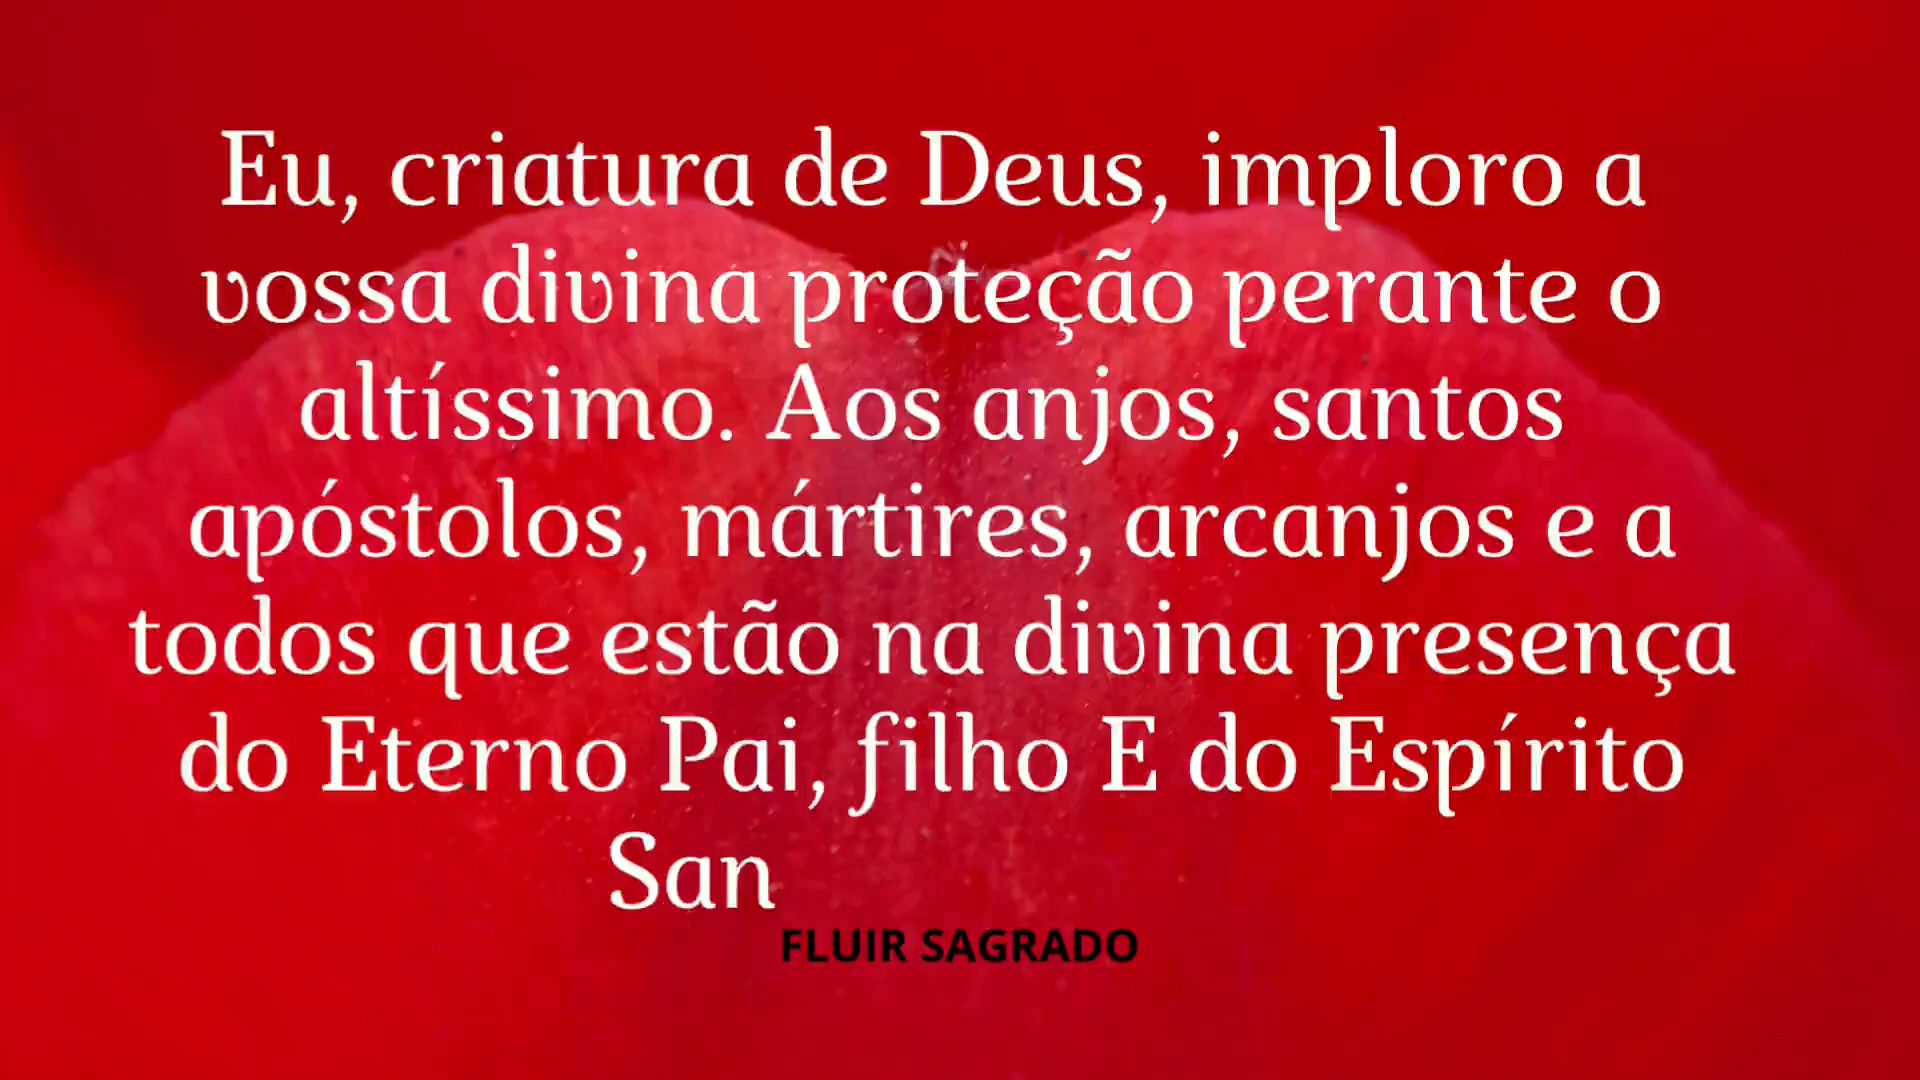 Eu, criatura de Deus, imploro a
vossa divina proteção perante o
altíssimo. Aos anjos, santos
apóstolos, mártires, arcanjos e a
todos que estão na divina presença
do Eterno Pai, filho E do Espírito
San
FLUIR SAGRADO